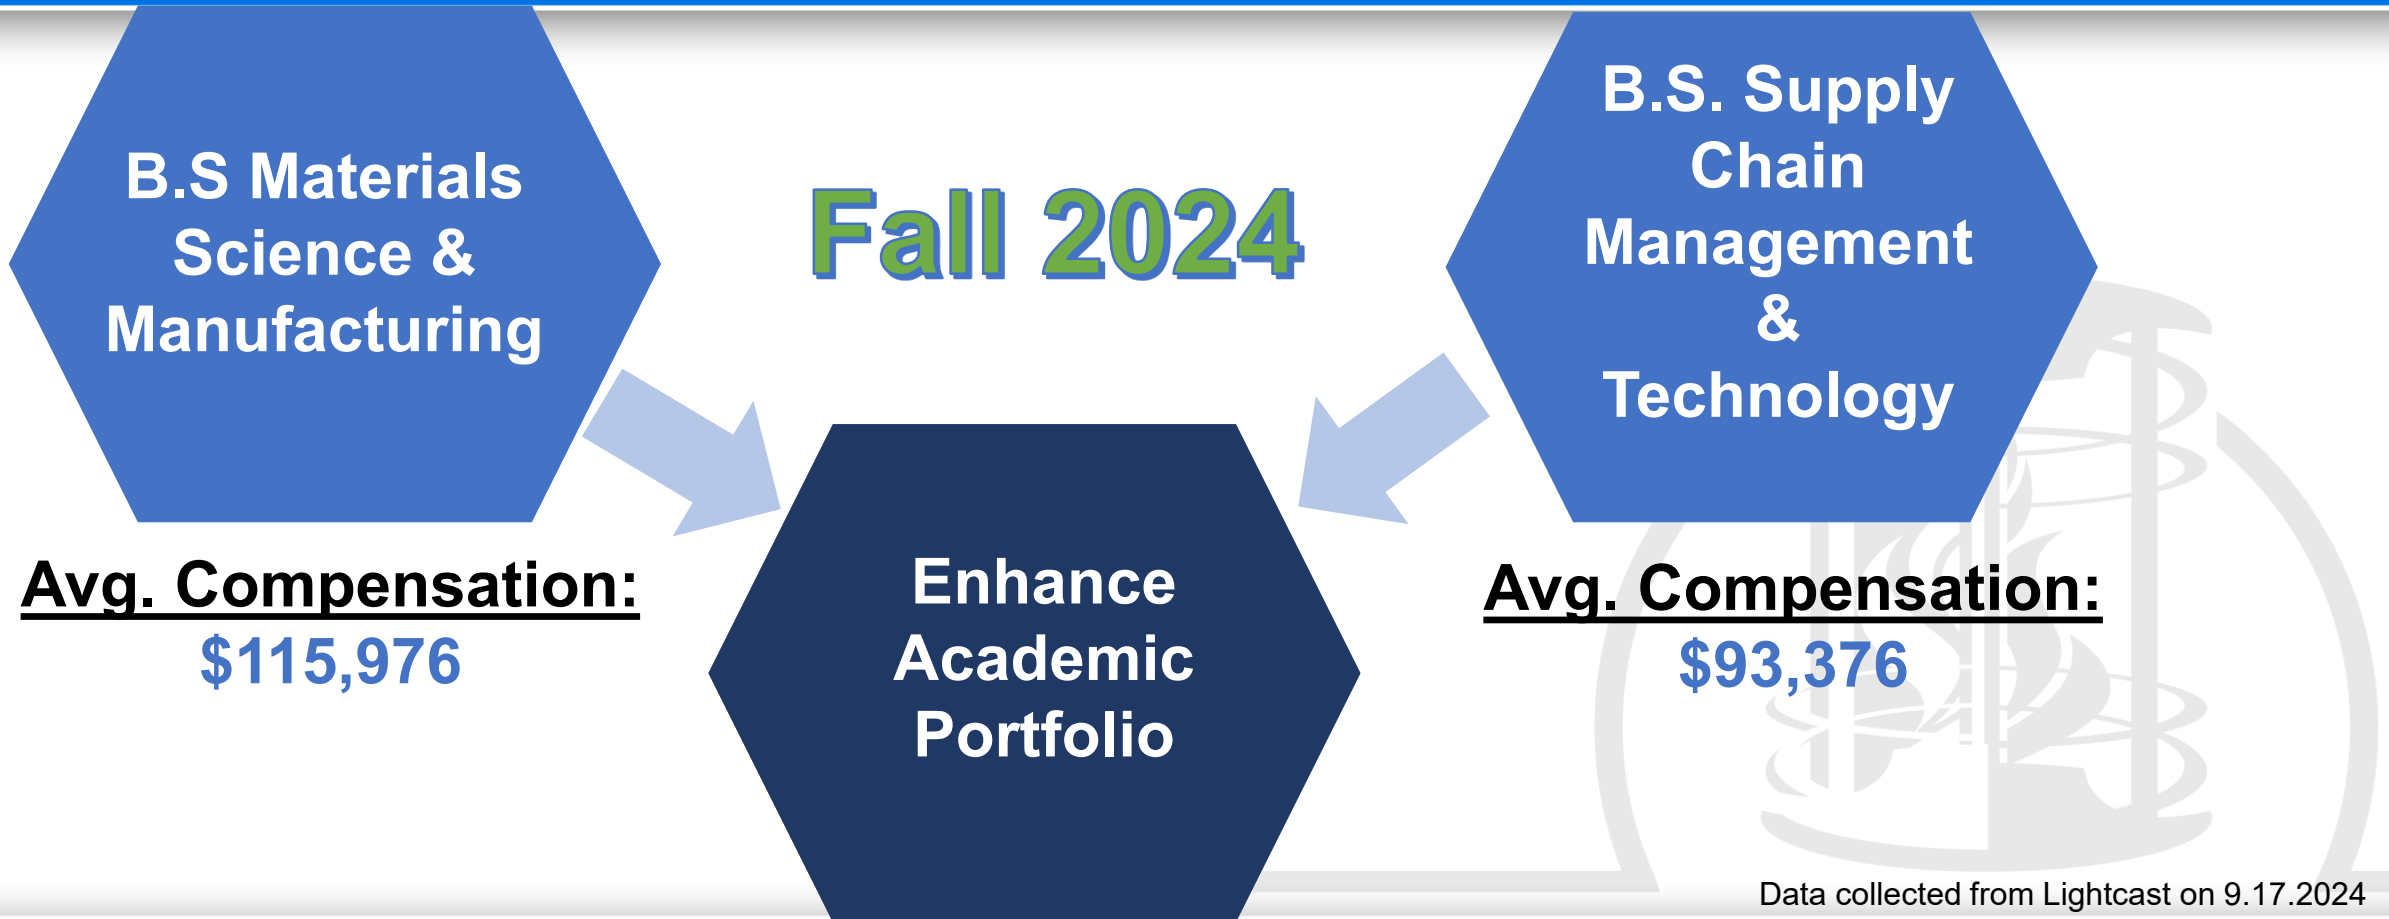 B.S Materials
Science &
Manufacturing
Fall 2024
B.S. Supply
Chain
Management
&
Technology
Avg. Compensation:
$115,976
Enhance
Academic
Portfolio
Avg. Compensation:
$93,376
Data collected from Lightcast on 9.17.2024